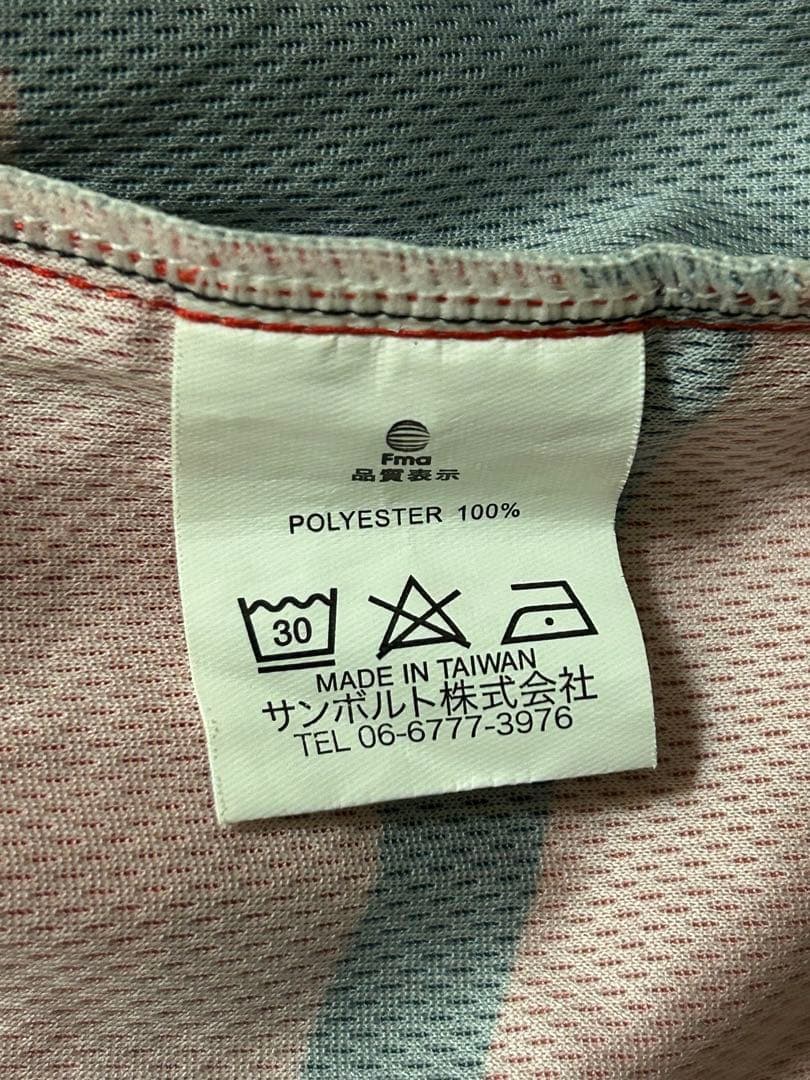 Fma
品質表示
POLYESTER 100%
30
MADE IN TAIWAN
サンボルト株式会社
TEL 06-6777-3976